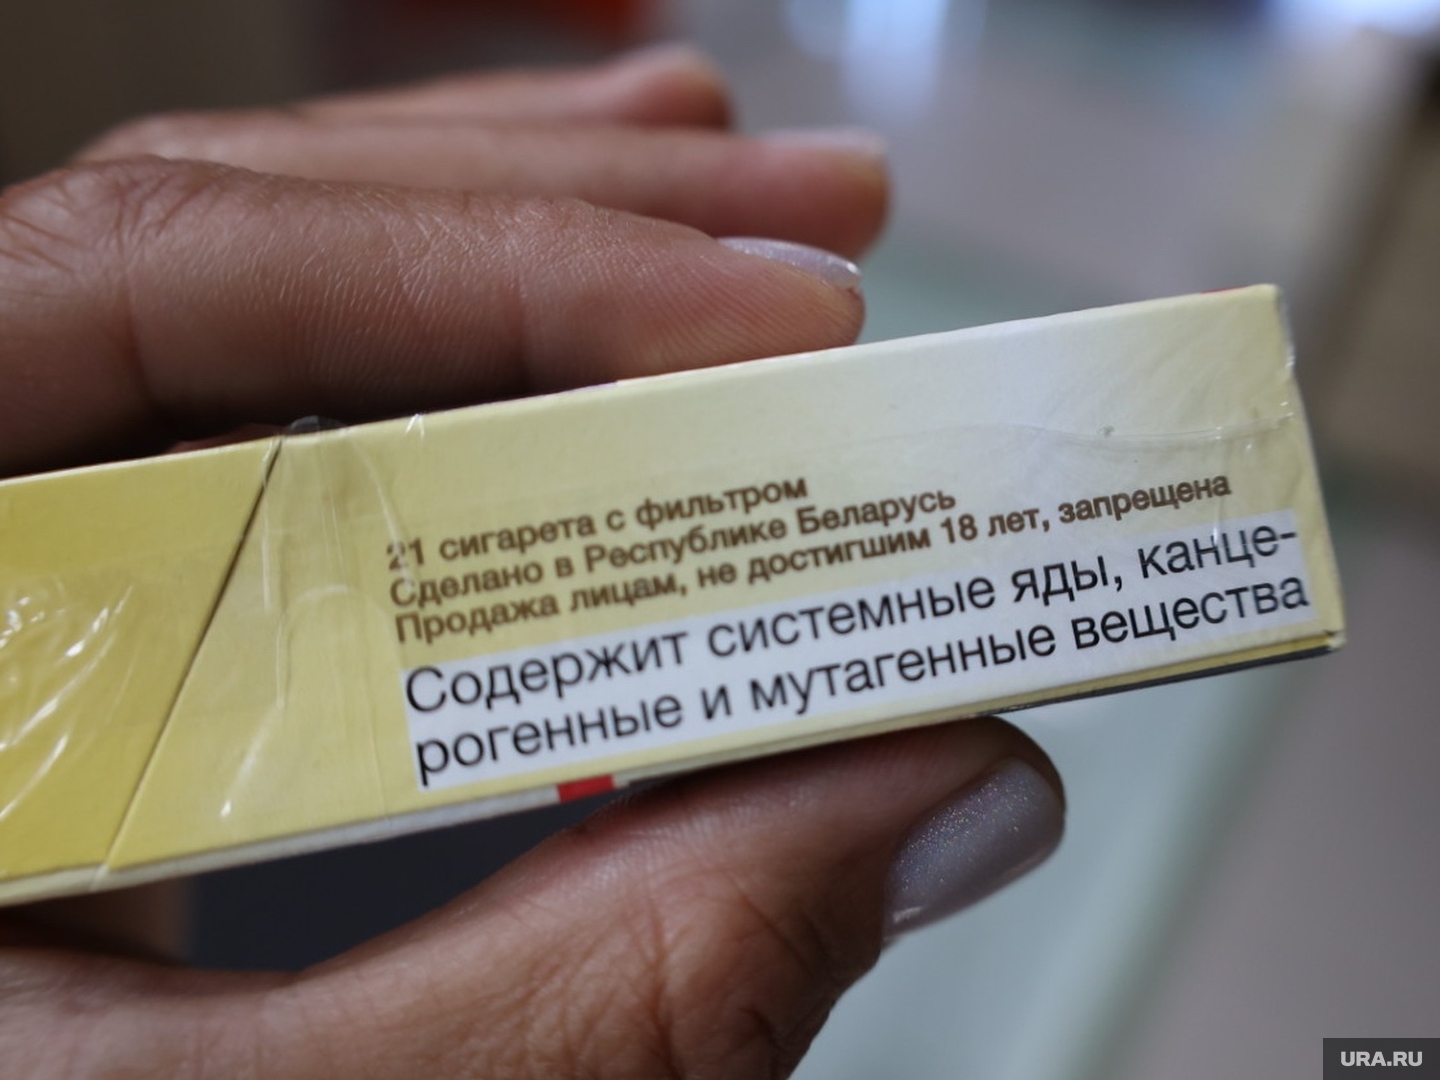 21 сигарета с фильтром
Сделано в Республике Беларусь
Продажа лицам, не достигшим 18 лет, запрещена
Содержит системные яды, канце-
рогенные и мутагенные вещества
URA.RU